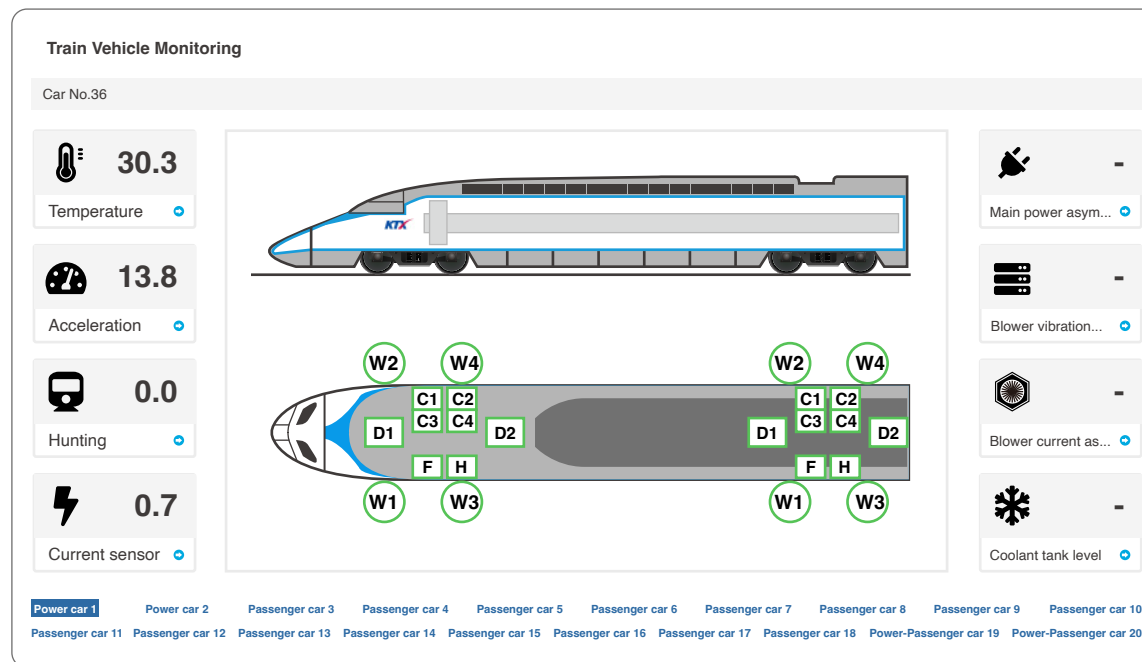 Train Vehicle Monitoring
Car No.36
30.3
Temperature
13.8
Acceleration
0.0
Hunting
0.7
Current sensor
KTX
W2 W4 W2 W4
C1 C2 C1 C2
C3 C4 C3 C4
D1 D2 D1 D2
F H F H
W1 W3 W1 W3
-
Main power asym...
-
Blower vibration...
-
Blower current as...
-
Coolant tank level
Power car 1 Power car 2 Passenger car 3 Passenger car 4 Passenger car 5 Passenger car 6 Passenger car 7 Passenger car 8 Passenger car 9 Passenger car 10
Passenger car 11 Passenger car 12 Passenger car 13 Passenger car 14 Passenger car 15 Passenger car 16 Passenger car 17 Passenger car 18 Power-Passenger car 19 Power-Passenger car 20